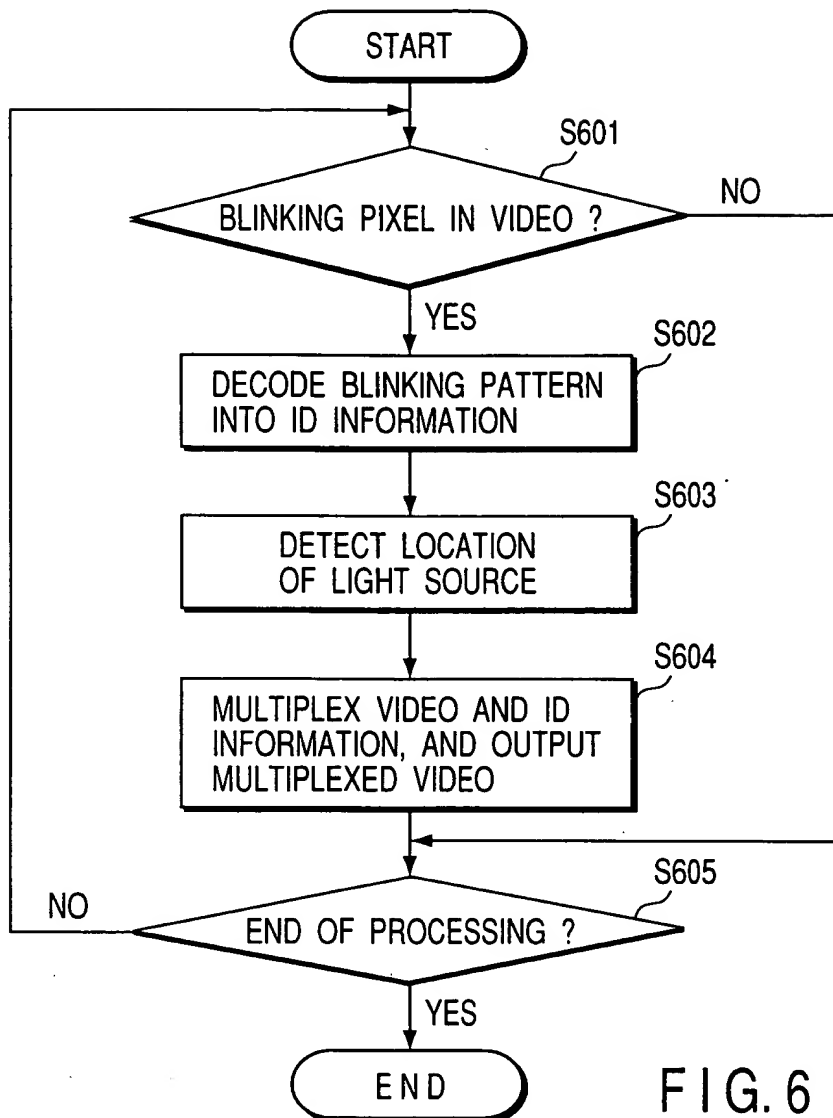 START
S601
BLINKING PIXEL IN VIDEO ?
NO
YES
S602
DECODE BLINKING PATTERN
INTO ID INFORMATION
S603
DETECT LOCATION
OF LIGHT SOURCE
S604
MULTIPLEX VIDEO AND ID
INFORMATION, AND OUTPUT
MULTIPLEXED VIDEO
S605
NO
END OF PROCESSING ?
YES
END
FIG. 6